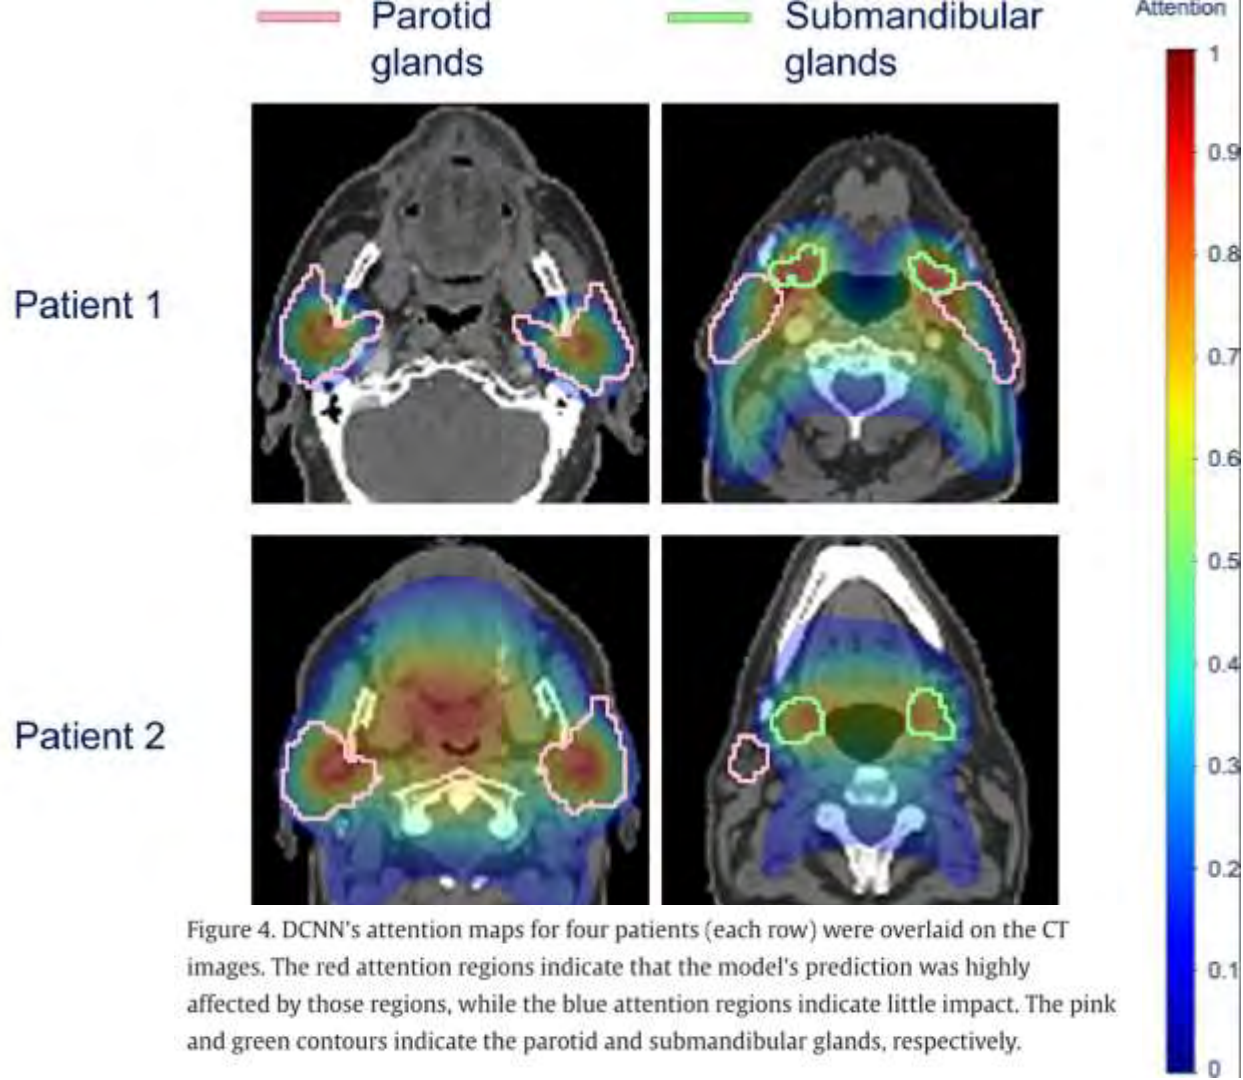 Parotid glands
Submandibular glands
Attention
Patient 1
Patient 2
1
0.9
0.8
0.7
0.6
0.5
0.4
0.3
0.2
0.1
0
Figure 4. DCNN's attention maps for four patients (each row) were overlaid on the CT
images. The red attention regions indicate that the model's prediction was highly
affected by those regions, while the blue attention regions indicate little impact. The pink
and green contours indicate the parotid and submandibular glands, respectively.